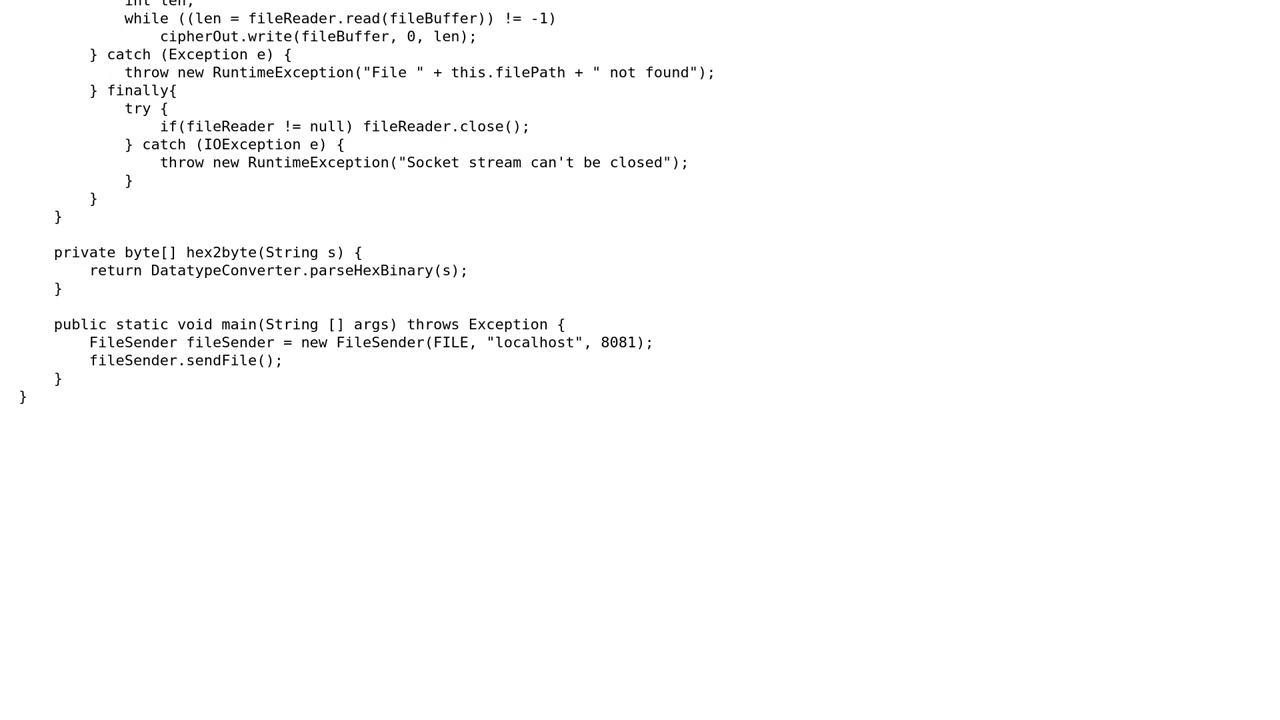 int len;
while ((len = fileReader.read(fileBuffer)) != -1)
cipherOut.write(fileBuffer, 0, len);
} catch (Exception e) {
throw new RuntimeException("File " + this.filePath + " not found");
} finally{
try {
if(fileReader != null) fileReader.close();
} catch (IOException e) {
throw new RuntimeException("Socket stream can't be closed");
}
}
}
private byte[] hex2byte(String s) {
return DatatypeConverter.parseHexBinary(s);
}
public static void main(String [] args) throws Exception {
FileSender fileSender = new FileSender(FILE, "localhost", 8081);
fileSender.sendFile();
}
}